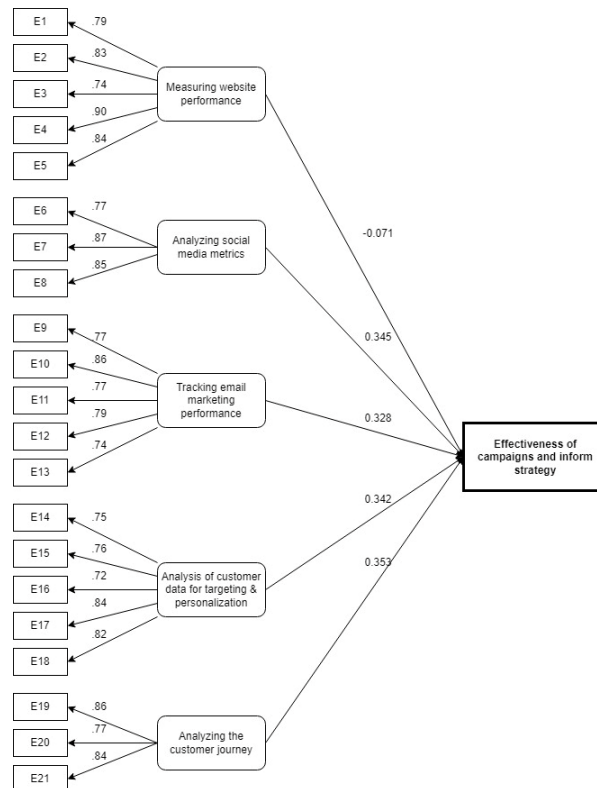 E1
.79
E2
.83
E3
.74
E4
.90
E5
.84
Measuring website
performance
-0.071
E6
.77
E7
.87
E8
.85
Analyzing social
media metrics
0.345
E9
.77
E10
.86
E11
.77
E12
.79
E13
.74
Tracking email
marketing
performance
0.328
Effectiveness of
campaigns and inform
strategy
E14
.75
E15
.76
E16
.72
E17
.84
E18
.82
Analysis of customer
data for targeting &
personalization
0.342
E19
.86
E20
.77
E21
.84
Analyzing the
customer journey
0.353